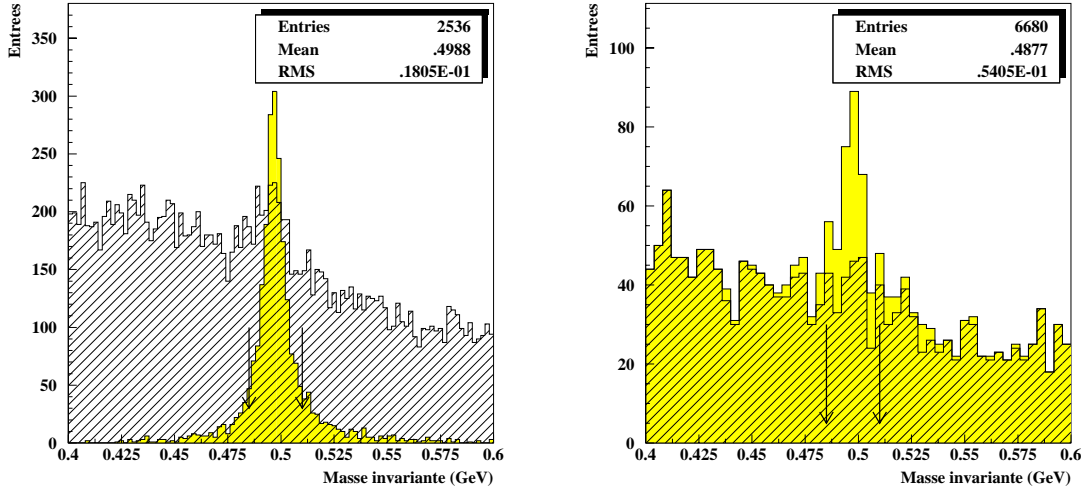 Entrees
Entries 2536
Mean .4988
RMS .1805E-01
350
300
250
200
150
100
50
0
0.4 0.425 0.45 0.475 0.5 0.525 0.55 0.575 0.6
Masse invariante (GeV)
Entrees
Entries 6680
Mean .4877
RMS .5405E-01
100
80
60
40
20
0
0.4 0.425 0.45 0.475 0.5 0.525 0.55 0.575 0.6
Masse invariante (GeV)